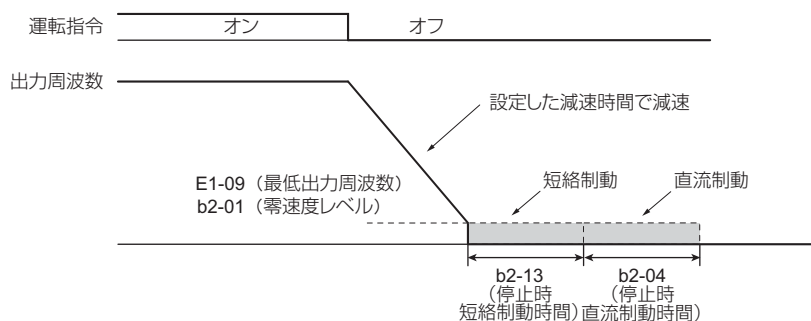 運転指令
オン
オフ
出力周波数
設定した減速時間で減速
E1-09（最低出力周波数）
b2-01（零速度レベル）
短絡制動
直流制動
b2-13
（停止時
短絡制動時間）
b2-04
（停止時
直流制動時間）